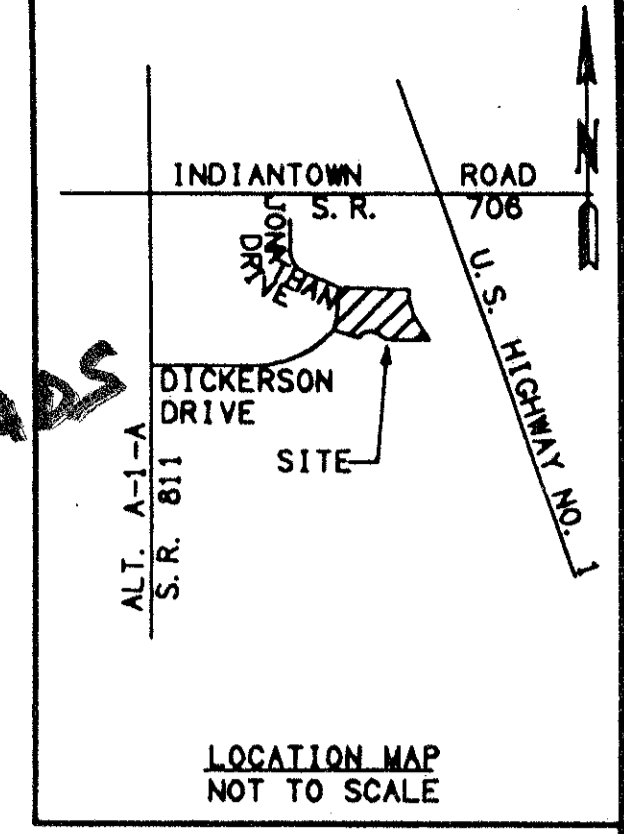 N
INDIANTOWN ROAD
S. R. 706
JONATHAN
DRIVE
U. S. HIGHWAY NO. 1
DICKERSON
DRIVE
SITE
ALT. A-1-A
S. R. 811
LOCATION MAP
NOT TO SCALE